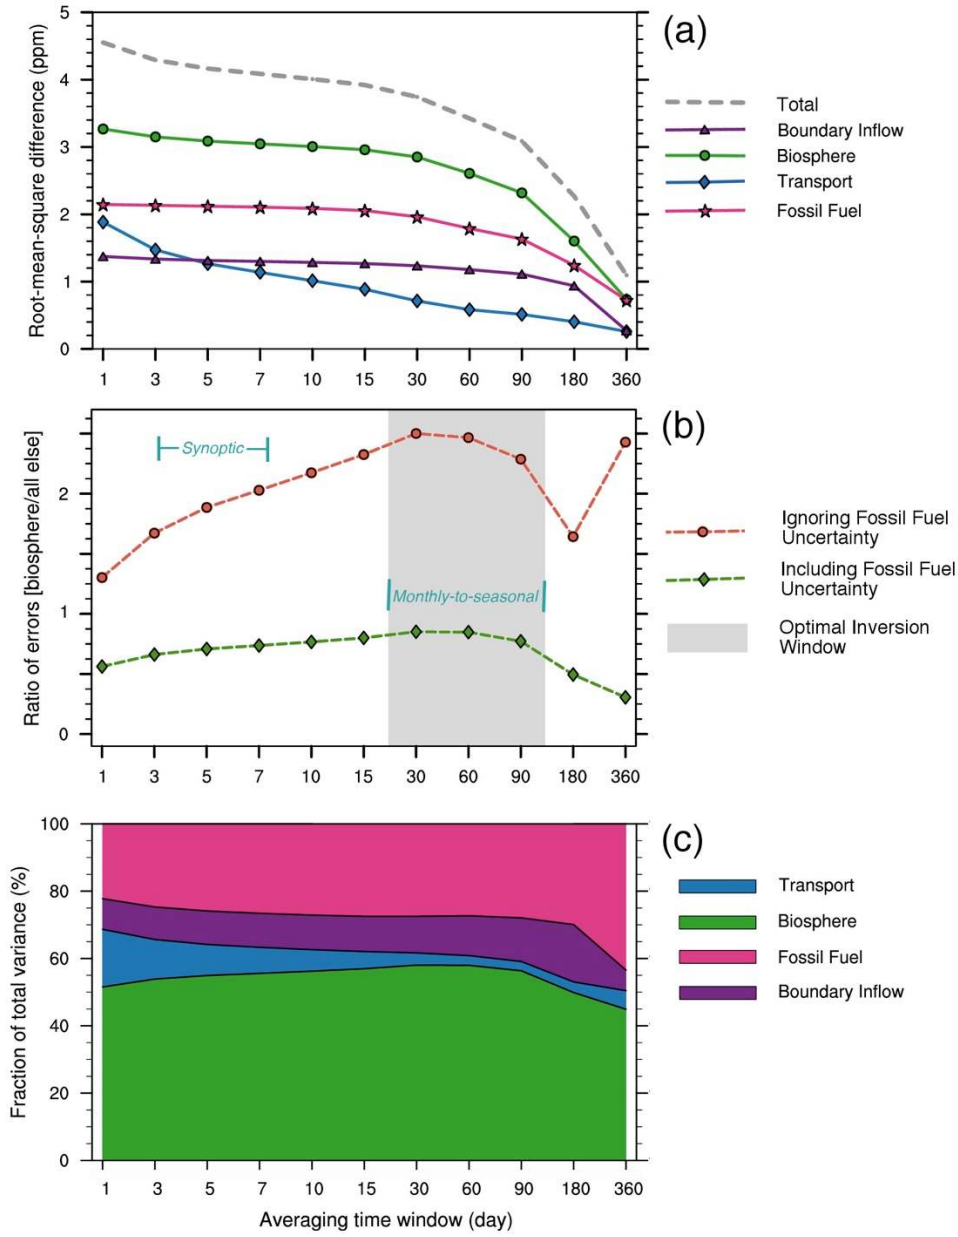 (a)
Root-mean-square difference (ppm)
5
4
3
2
1
0
1 3 5 7 10 15 30 60 90 180 360
Total
Boundary Inflow
Biosphere
Transport
Fossil Fuel
(b)
Ratio of errors [biosphere/all else]
2
1
0
Synoptic
Monthly-to-seasonal
1 3 5 7 10 15 30 60 90 180 360
Ignoring Fossil Fuel
Uncertainty
Including Fossil Fuel
Uncertainty
Optimal Inversion
Window
(c)
Fraction of total variance (%)
100
80
60
40
20
0
1 3 5 7 10 15 30 60 90 180 360
Averaging time window (day)
Transport
Biosphere
Fossil Fuel
Boundary Inflow